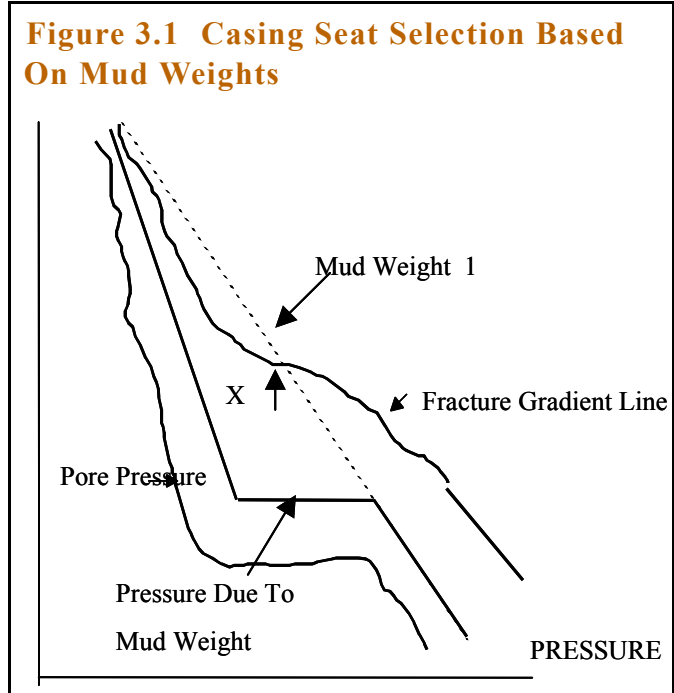 Figure 3.1 Casing Seat Selection Based
On Mud Weights
Mud Weight 1
X
Fracture Gradient Line
Pore Pressure
Pressure Due To
Mud Weight
PRESSURE